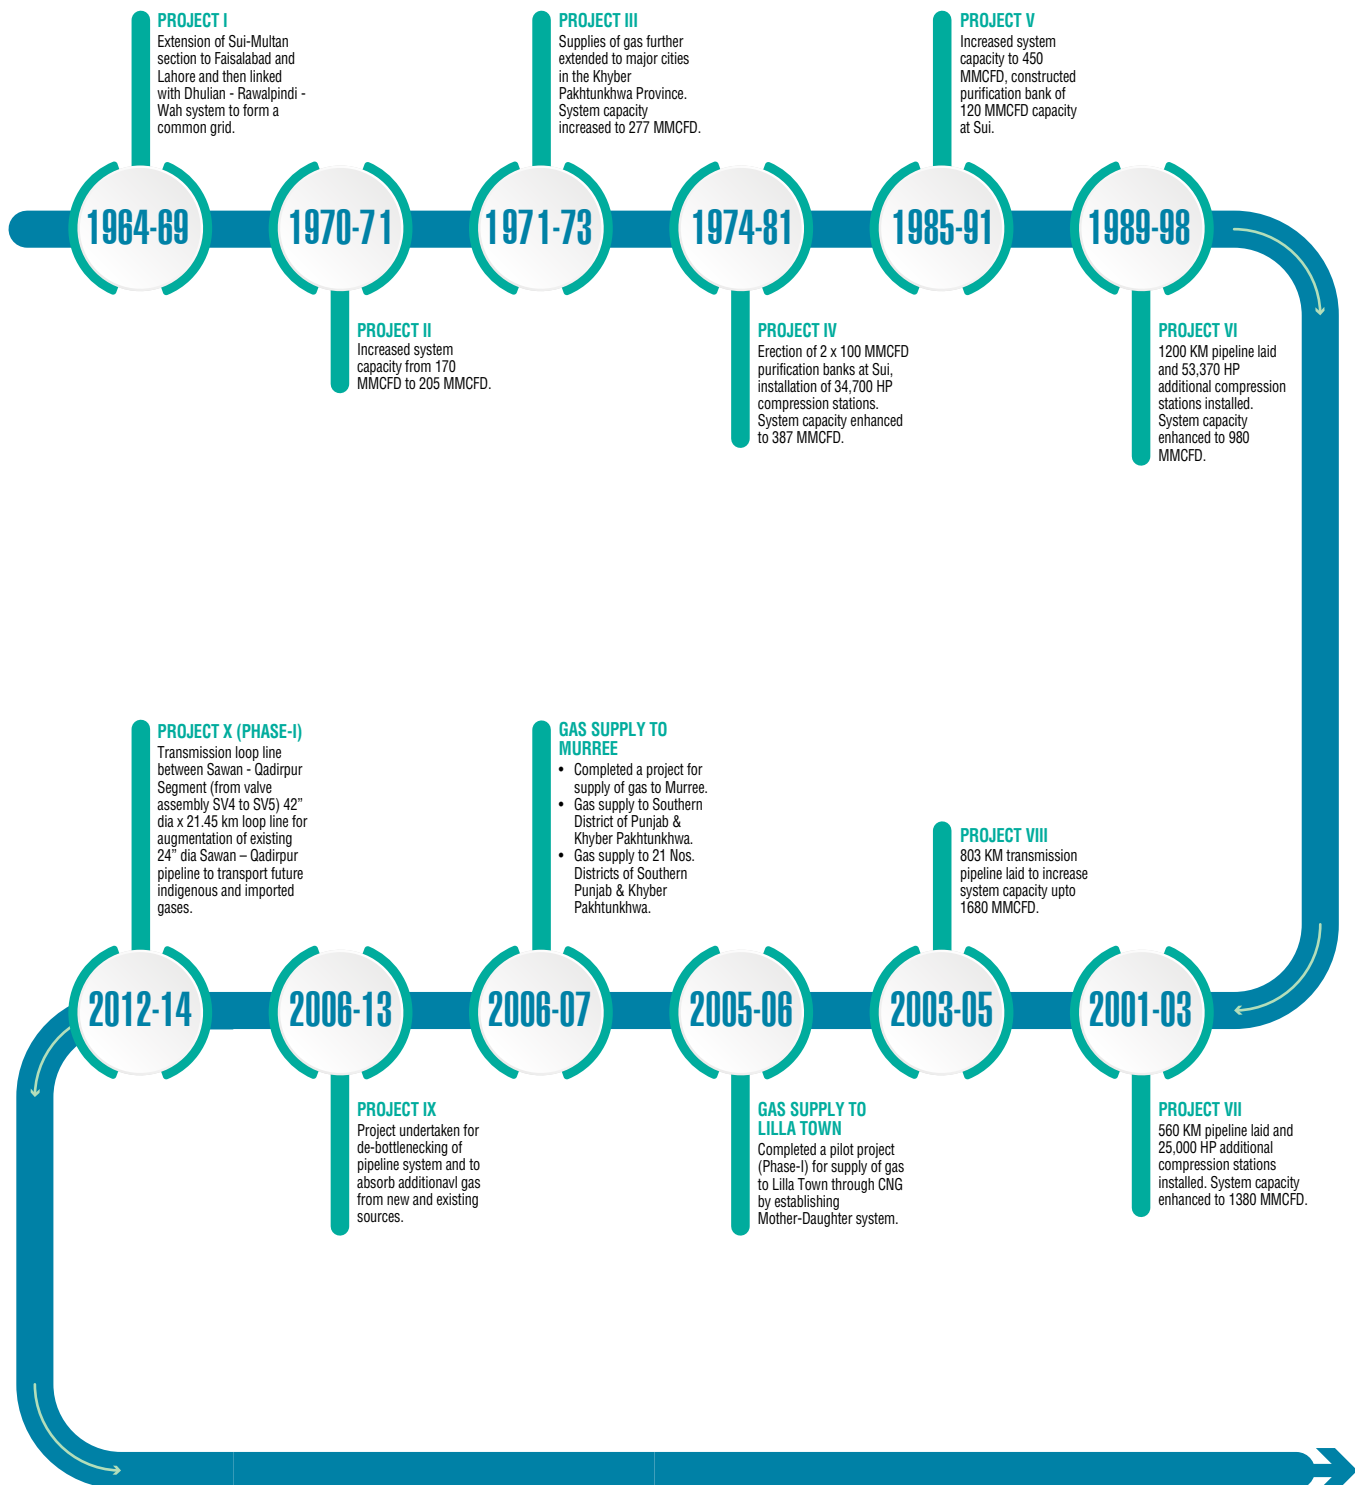 PROJECT I
Extension of Sui-Multan
section to Faisalabad and
Lahore and then linked
with Dhulian - Rawalpindi -
Wah system to form a
common grid.
PROJECT III
Supplies of gas further
extended to major cities
in the Khyber
Pakhtunkhwa Province.
System capacity
increased to 277 MMCFD.
PROJECT V
Increased system
capacity to 450
MMCFD, constructed
purification bank of
120 MMCFD capacity
at Sui.
1964-69
1970-71
1971-73
1974-81
1985-91
1989-98
PROJECT II
Increased system
capacity from 170
MMCFD to 205 MMCFD.
PROJECT IV
Erection of 2 x 100 MMCFD
purification banks at Sui,
installation of 34,700 HP
compression stations.
System capacity enhanced
to 387 MMCFD.
PROJECT VI
1200 KM pipeline laid
and 53,370 HP
additional compression
stations installed.
System capacity
enhanced to 980
MMCFD.
PROJECT X (PHASE-I)
Transmission loop line
between Sawan - Qadirpur
Segment (from valve
assembly SV4 to SV5) 42”
dia x 21.45 km loop line for
augmentation of existing
24” dia Sawan – Qadirpur
pipeline to transport future
indigenous and imported
gases.
GAS SUPPLY TO
MURREE
• Completed a project for
supply of gas to Murree.
• Gas supply to Southern
District of Punjab &
Khyber Pakhtunkhwa.
• Gas supply to 21 Nos.
Districts of Southern
Punjab & Khyber
Pakhtunkhwa.
PROJECT VIII
803 KM transmission
pipeline laid to increase
system capacity upto
1680 MMCFD.
2012-14
2006-13
2006-07
2005-06
2003-05
2001-03
PROJECT IX
Project undertaken for
de-bottlenecking of
pipeline system and to
absorb additionavl gas
from new and existing
sources.
GAS SUPPLY TO
LILLA TOWN
Completed a pilot project
(Phase-I) for supply of gas
to Lilla Town through CNG
by establishing
Mother-Daughter system.
PROJECT VII
560 KM pipeline laid and
25,000 HP additional
compression stations
installed. System capacity
enhanced to 1380 MMCFD.